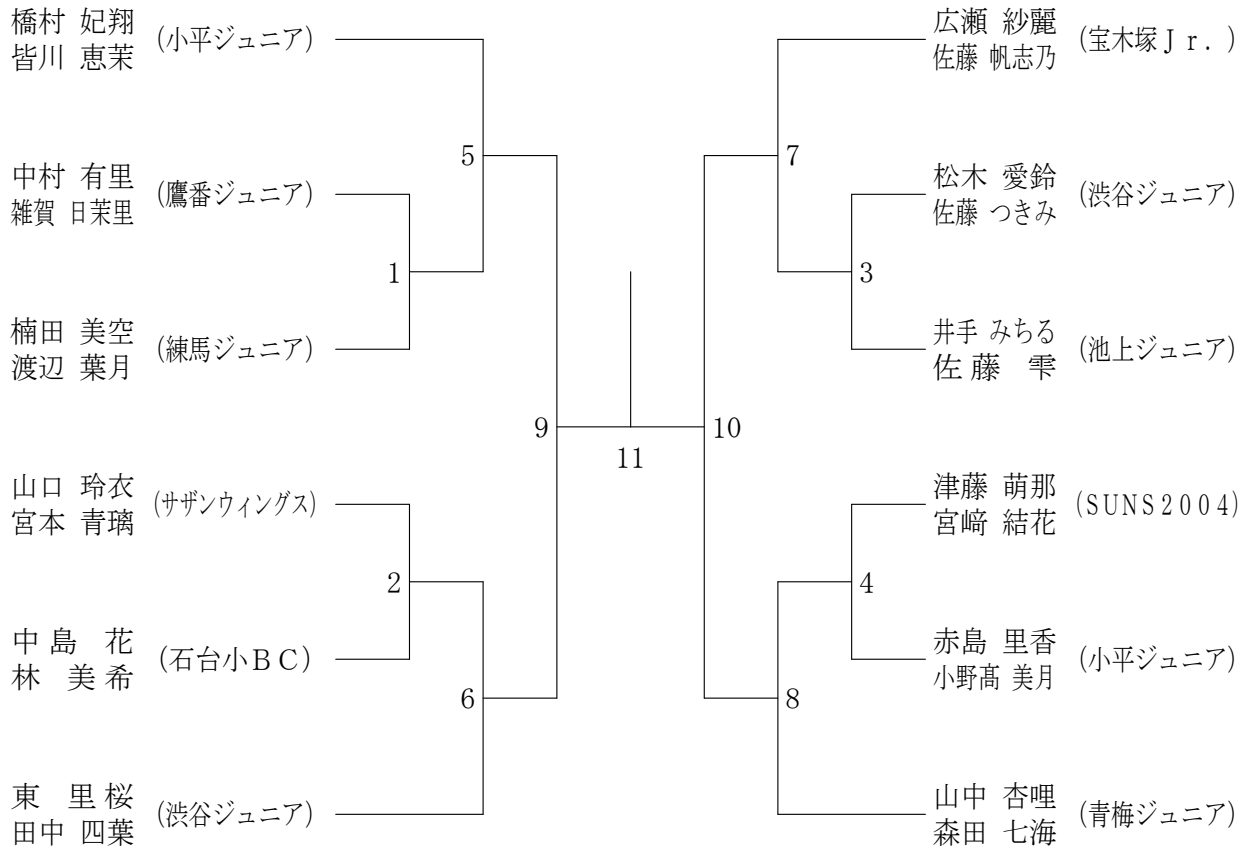 橋村 妃翔
皆川 恵茉
(小平ジュニア)
中村 有里
雑賀 日茉里
(鷹番ジュニア)
楠田 美空
渡辺 葉月
(練馬ジュニア)
山口 玲衣
宮本 青璃
(サザンウィングス)
中島 花
林 美希
(石台小ＢＣ)
東 里桜
田中 四葉
(渋谷ジュニア)
5
1
2
6
9
11
10
7
3
4
8
広瀬 紗麗
佐藤 帆志乃
(宝木塚Ｊｒ．)
松木 愛鈴
佐藤 つきみ
(渋谷ジュニア)
井手 みちる
佐藤 雫
(池上ジュニア)
津藤 萌那
宮﨑 結花
(SUNS2004)
赤島 里香
小野髙 美月
(小平ジュニア)
山中 杏哩
森田 七海
(青梅ジュニア)